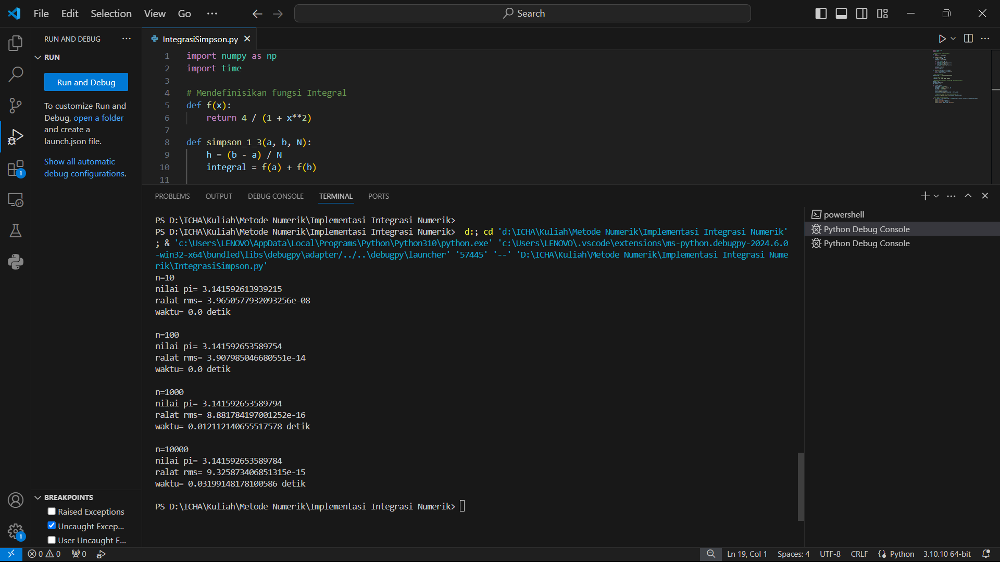 File Edit Selection View Go ···
Search
RUN AND DEBUG ···
RUN
Run and Debug
To customize Run and
Debug, open a folder
and create a
launch.json file.
Show all automatic
debug configurations.
BREAKPOINTS
Raised Exceptions
Uncaught Excep...
User Uncaught E...
IntegrasiSimpson.py
1 import numpy as np
2 import time
3
4 # Mendefinisikan fungsi Integral
5 def f(x):
6 return 4 / (1 + x**2)
7
8 def simpson_1_3(a, b, N):
9 h = (b - a) / N
10 integral = f(a) + f(b)
11
PROBLEMS OUTPUT DEBUG CONSOLE TERMINAL PORTS
PS D:\ICHA\Kuliah\Metode Numerik\Implementasi Integrasi Numerik>
PS D:\ICHA\Kuliah\Metode Numerik\Implementasi Integrasi Numerik> d:; cd 'd:\ICHA\Kuliah\Metode Numerik\Implementasi Integrasi Numerik'
; & 'c:\Users\LENOVO\AppData\Local\Programs\Python\Python310\python.exe' 'c:\Users\LENOVO\.vscode\extensions\ms-python.debugpy-2024.6.0
-win32-x64\bundled\libs\debugpy\adapter/../..\debugpy\launcher' '57445' '--' 'D:\ICHA\Kuliah\Metode Numerik\Implementasi Integrasi Nume
rik\IntegrasiSimpson.py'
n=10
nilai pi= 3.141592613939215
ralat rms= 3.9650577932093256e-08
waktu= 0.0 detik
n=100
nilai pi= 3.141592653589754
ralat rms= 3.907985046680551e-14
waktu= 0.0 detik
n=1000
nilai pi= 3.141592653589794
ralat rms= 8.881784197001252e-16
waktu= 0.012112140655517578 detik
n=10000
nilai pi= 3.141592653589784
ralat rms= 9.325873406851315e-15
waktu= 0.03199148178100586 detik
PS D:\ICHA\Kuliah\Metode Numerik\Implementasi Integrasi Numerik>
powershell
Python Debug Console
Python Debug Console
1
1
0 0 0
Ln 19, Col 1 Spaces: 4 UTF-8 CRLF Python 3.10.10 64-bit